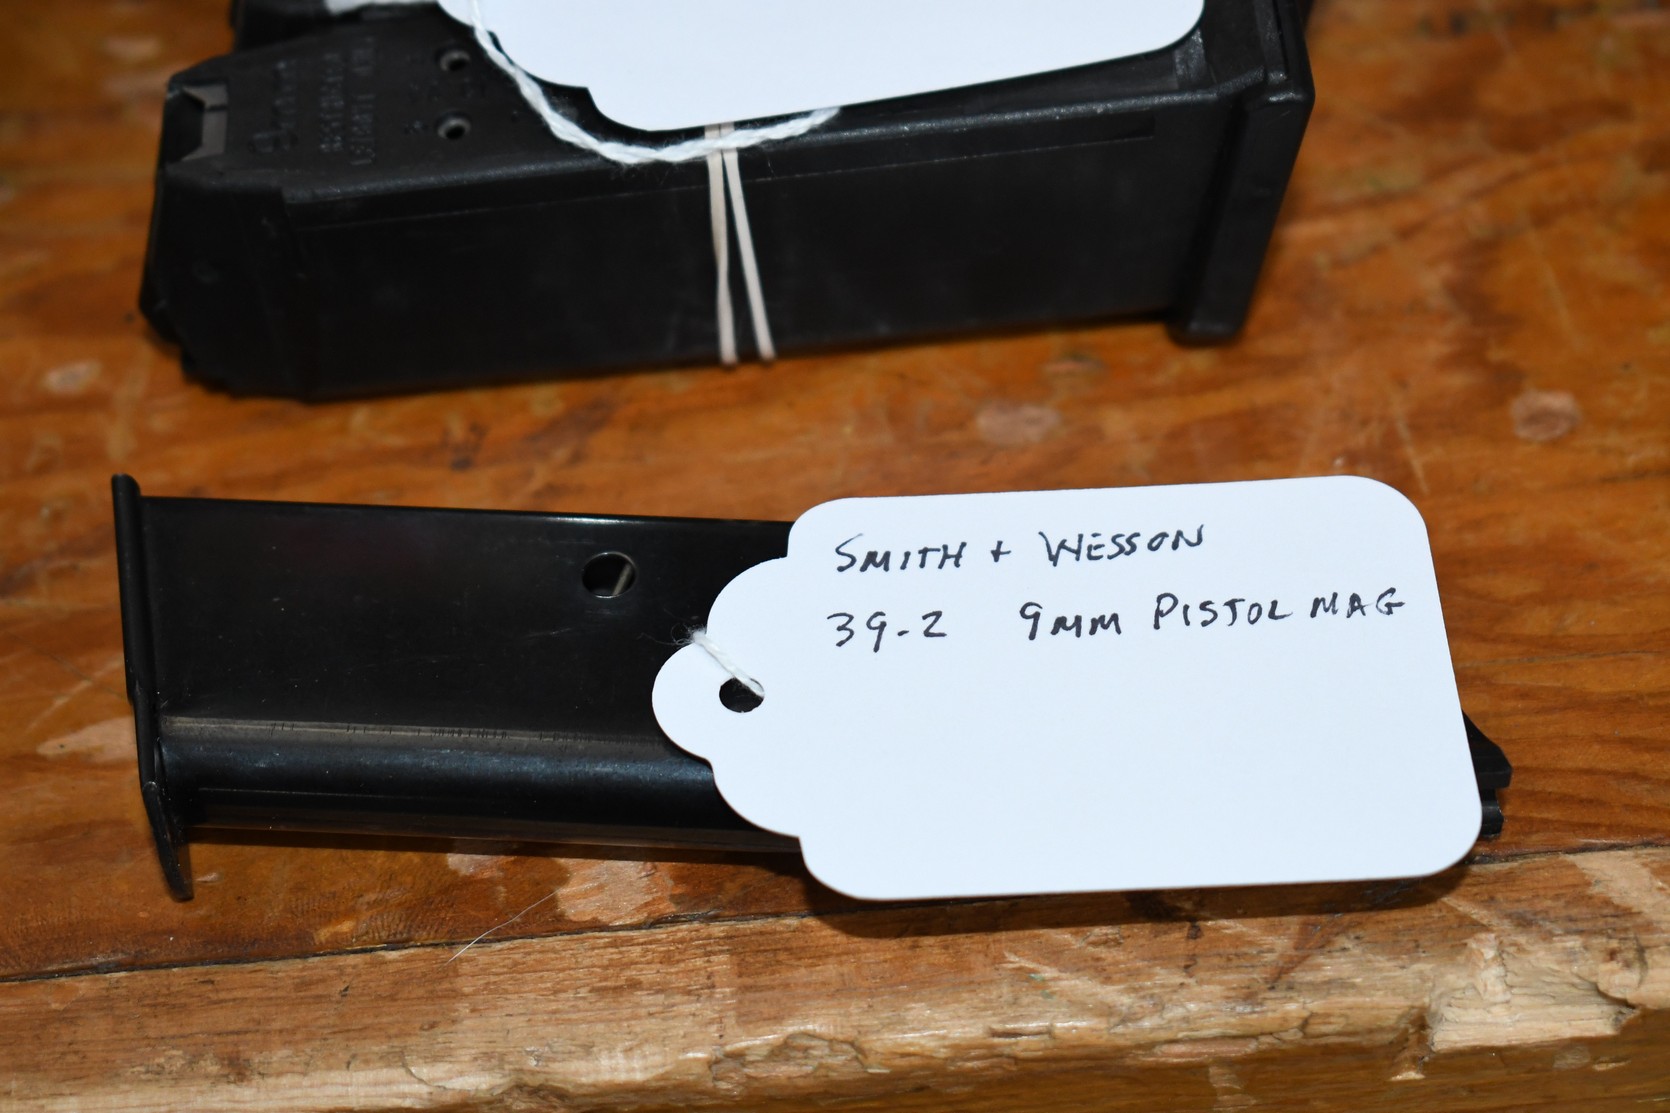 SMITH + WESSON
39-2 9MM PISTOL MAG